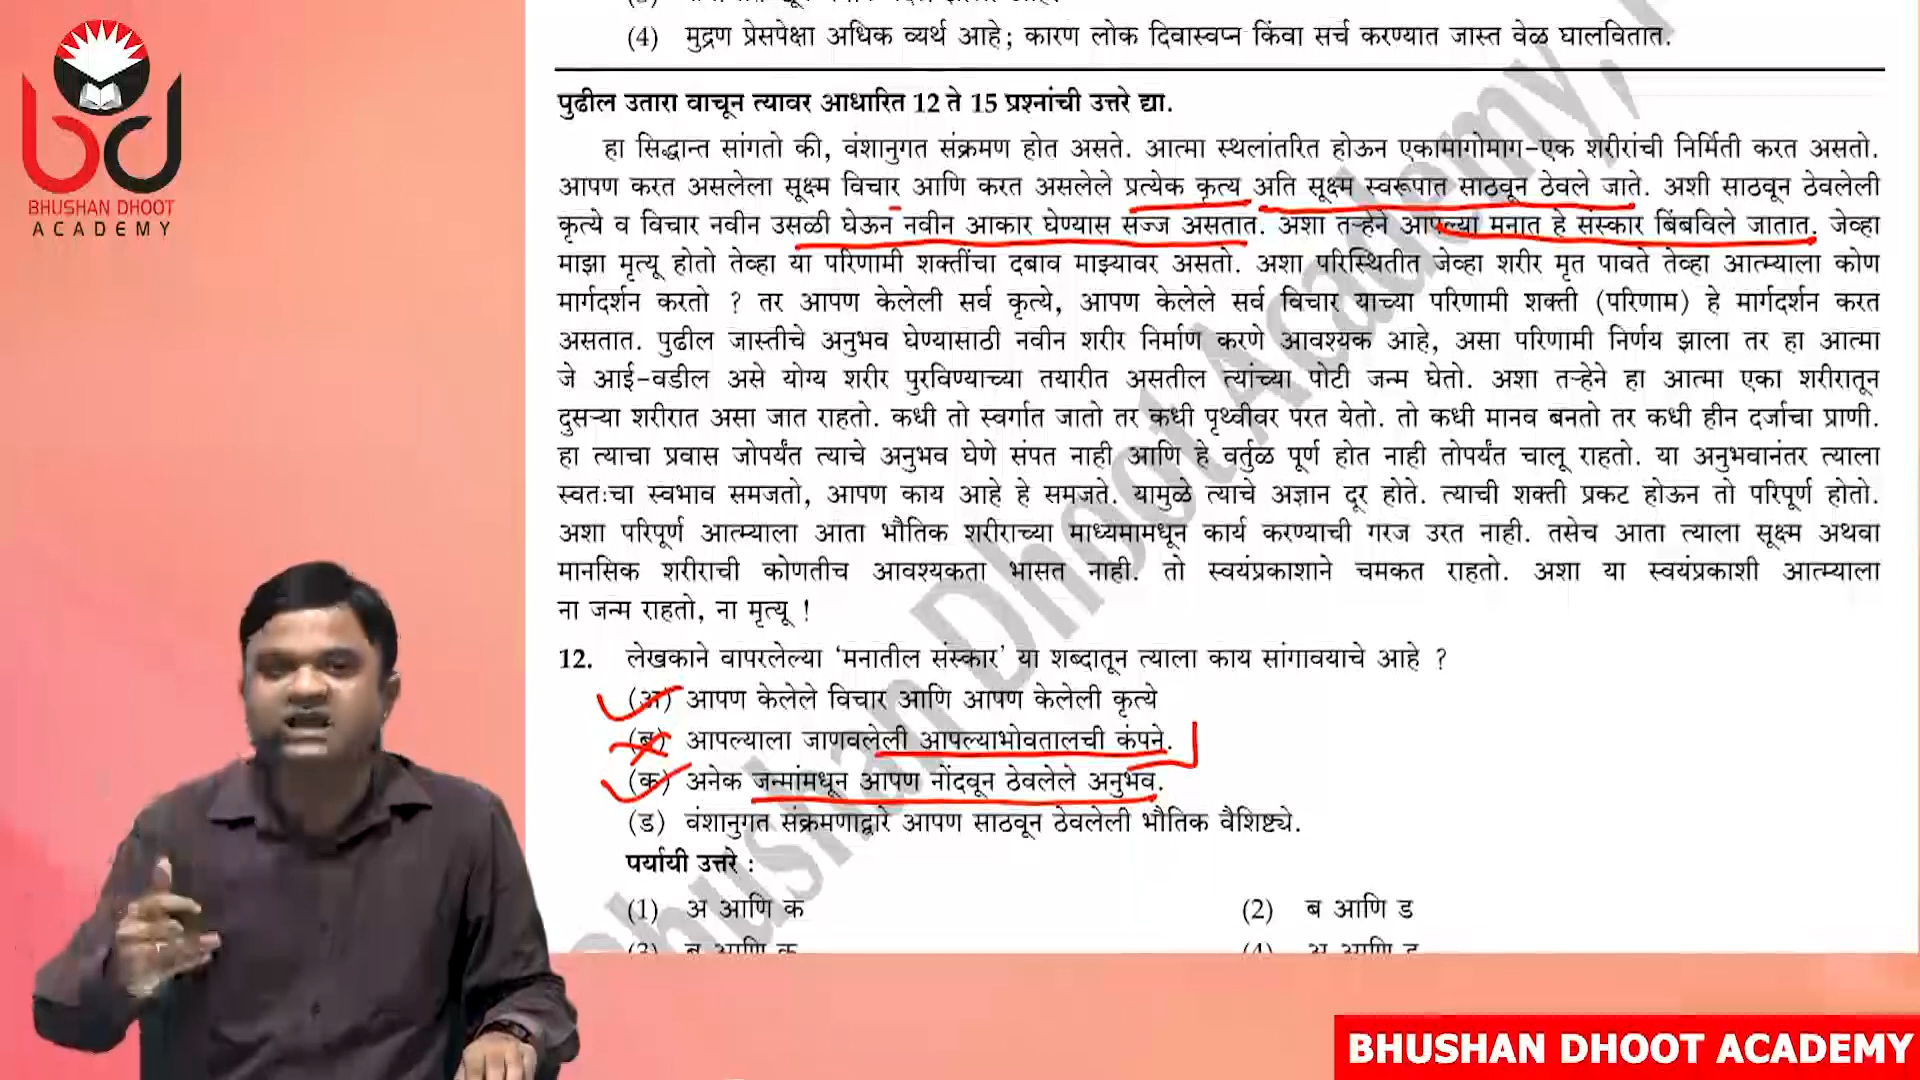 (4) मुद्रण प्रेसपेक्षा अधिक व्यर्थ आहे; कारण लोक दिवास्वप्न किंवा सर्च करण्यात जास्त वेळ घालवितात.
पुढील उतारा वाचून त्यावर आधारित 12 ते 15 प्रश्नांची उत्तरे द्या.
हा सिद्धान्त सांगतो की, वंशानुगत संक्रमण होत असते. आत्मा स्थलांतरित होऊन एकामागोमाग-एक शरीरांची निर्मिती करत असतो.
आपण करत असलेला सूक्ष्म विचार आणि करत असलेले प्रत्येक कृत्य अति सूक्ष्म स्वरूपात साठवून ठेवले जाते. अशी साठवून ठेवलेली
कृत्ये व विचार नवीन उसळी घेऊन नवीन आकार घेण्यास सज्ज असतात. अशा तऱ्हेने आपल्या मनात हे संस्कार बिंबविले जातात. जेव्हा
माझा मृत्यू होतो तेव्हा या परिणामी शक्तींचा दबाव माझ्यावर असतो. अशा परिस्थितीत जेव्हा शरीर मृत पावते तेव्हा आत्म्याला कोण
मार्गदर्शन करतो ? तर आपण केलेली सर्व कृत्ये, आपण केलेले सर्व विचार याच्या परिणामी शक्ती (परिणाम) हे मार्गदर्शन करत
असतात. पुढील जास्तीचे अनुभव घेण्यासाठी नवीन शरीर निर्माण करणे आवश्यक आहे, असा परिणामी निर्णय झाला तर हा आत्मा
जे आई-वडील असे योग्य शरीर पुरविण्याच्या तयारीत असतील त्यांच्या पोटी जन्म घेतो. अशा तऱ्हेने हा आत्मा एका शरीरातून
दुसऱ्या शरीरात असा जात राहतो. कधी तो स्वर्गात जातो तर कधी पृथ्वीवर परत येतो. तो कधी मानव बनतो तर कधी हीन दर्जाचा प्राणी.
हा त्याचा प्रवास जोपर्यंत त्याचे अनुभव घेणे संपत नाही आणि हे वर्तुळ पूर्ण होत नाही तोपर्यंत चालू राहतो. या अनुभवानंतर त्याला
स्वतःचा स्वभाव समजतो, आपण काय आहे हे समजते. यामुळे त्याचे अज्ञान दूर होते. त्याची शक्ती प्रकट होऊन तो परिपूर्ण होतो.
अशा परिपूर्ण आत्म्याला आता भौतिक शरीराच्या माध्यमामधून कार्य करण्याची गरज उरत नाही. तसेच आता त्याला सूक्ष्म अथवा
मानसिक शरीराची कोणतीच आवश्यकता भासत नाही. तो स्वयंप्रकाशाने चमकत राहतो. अशा या स्वयंप्रकाशी आत्म्याला
ना जन्म राहतो, ना मृत्यू !
12. लेखकाने वापरलेल्या 'मनातील संस्कार' या शब्दातून त्याला काय सांगावयाचे आहे ?
(अ) आपण केलेले विचार आणि आपण केलेली कृत्ये
(ब) आपल्याला जाणवलेली आपल्याभोवतालची कंपने.
(क) अनेक जन्मांमधून आपण नोंदवून ठेवलेले अनुभव.
(ड) वंशानुगत संक्रमणाद्वारे आपण साठवून ठेवलेली भौतिक वैशिष्ट्ये.
पर्यायी उत्तरे :
(1) अ आणि क (2) ब आणि ड
bd
BHUSHAN DHOOT
ACADEMY
Bhushan Dhoot Academy,
BHUSHAN DHOOT ACADEMY